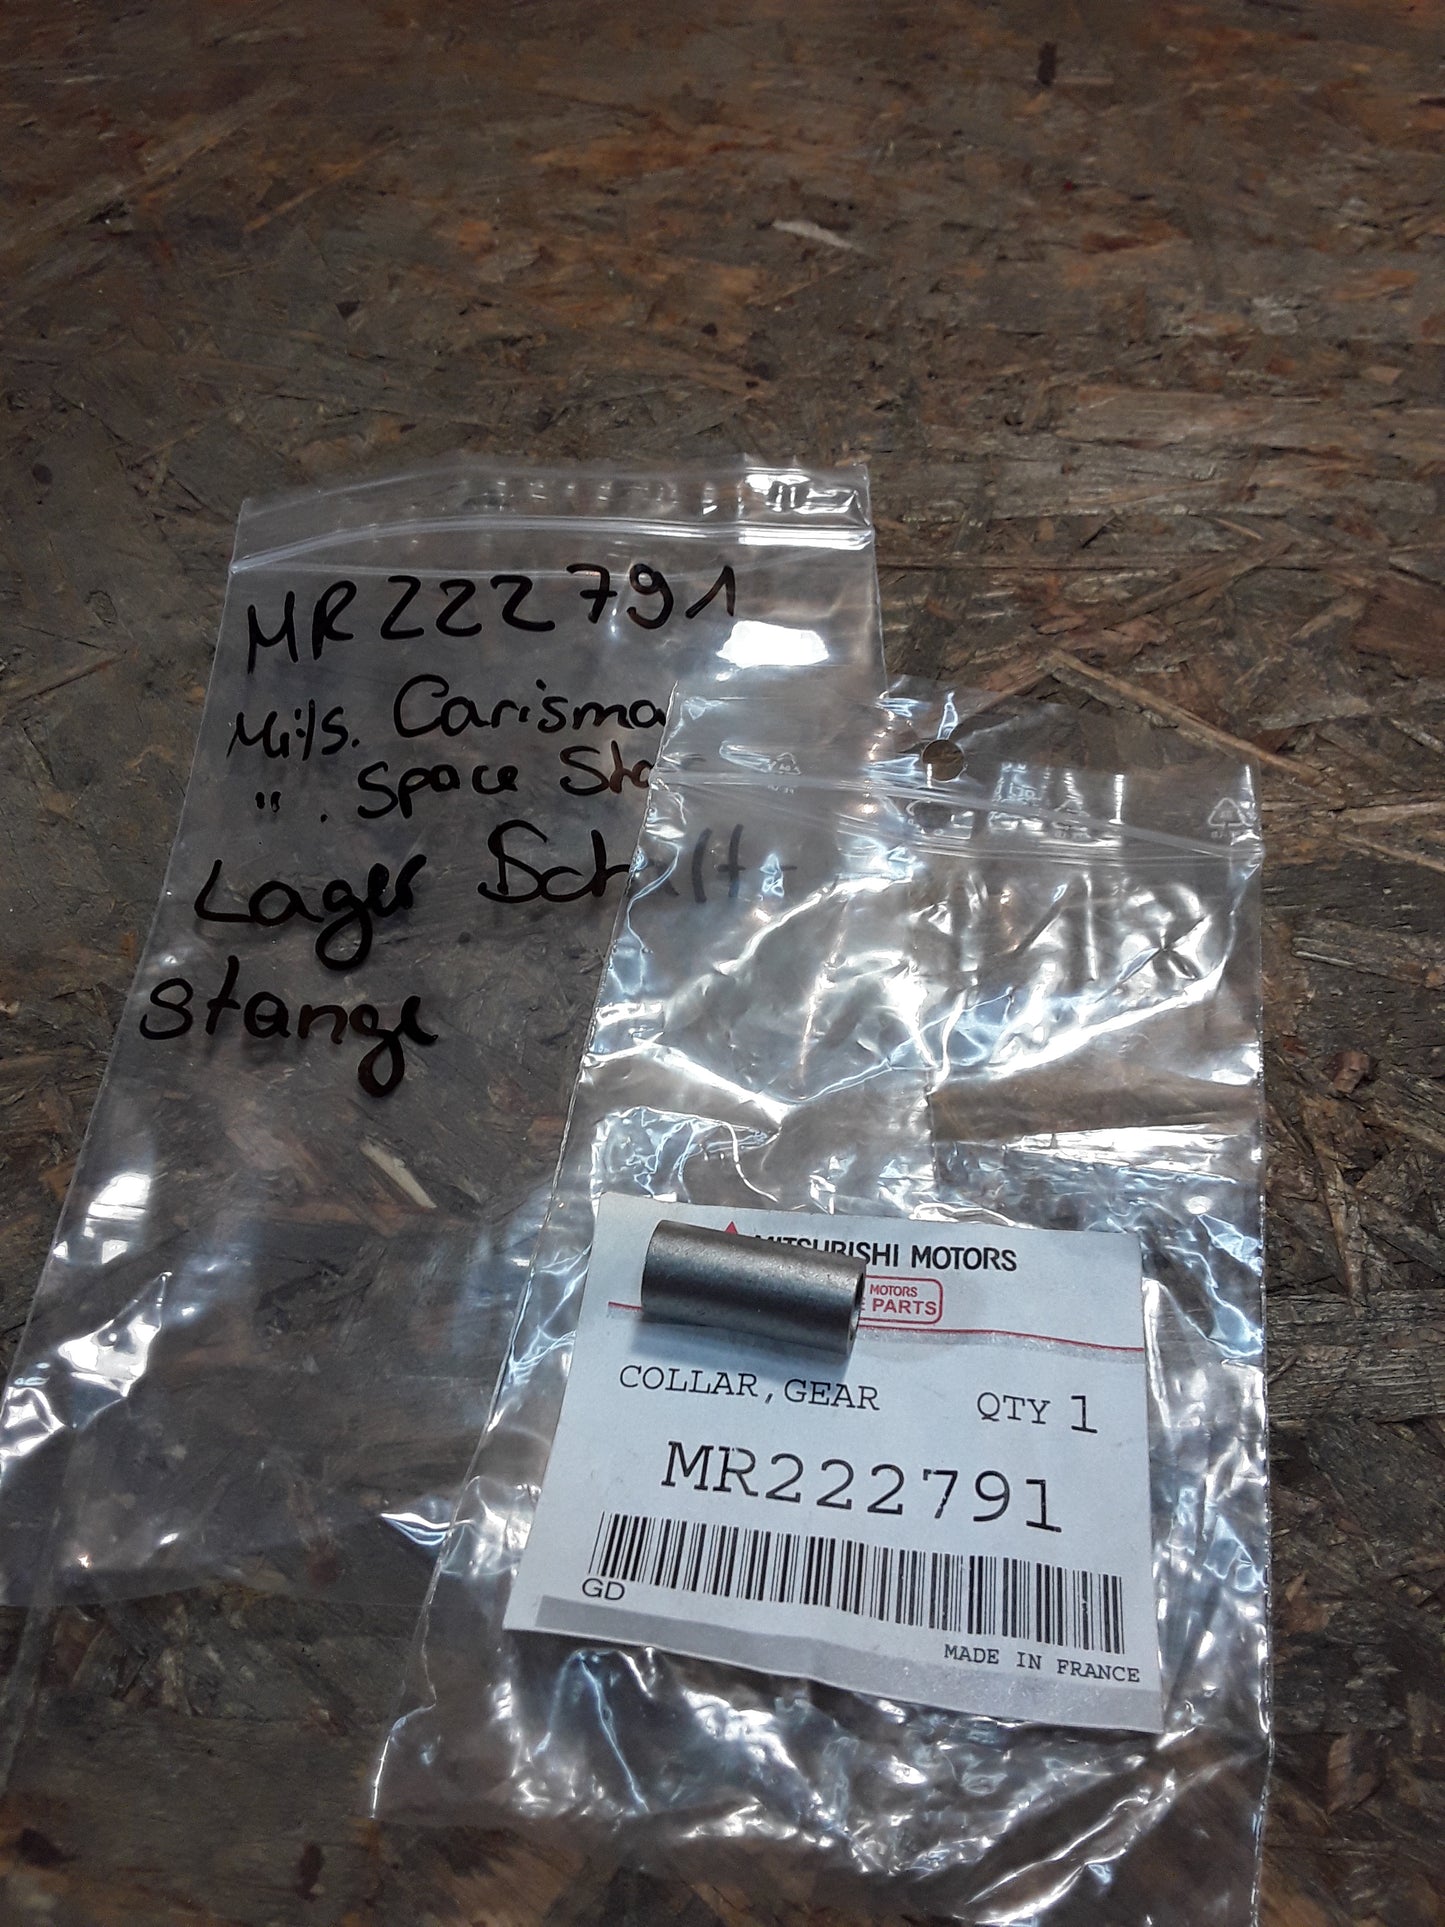 MR222791
Mits. Carisma
" . Space Sta
Lager Schalt-
stange
MITSUBISHI MOTORS
MOTORS
PARTS
COLLAR, GEAR QTY 1
MR222791
GD
MADE IN FRANCE